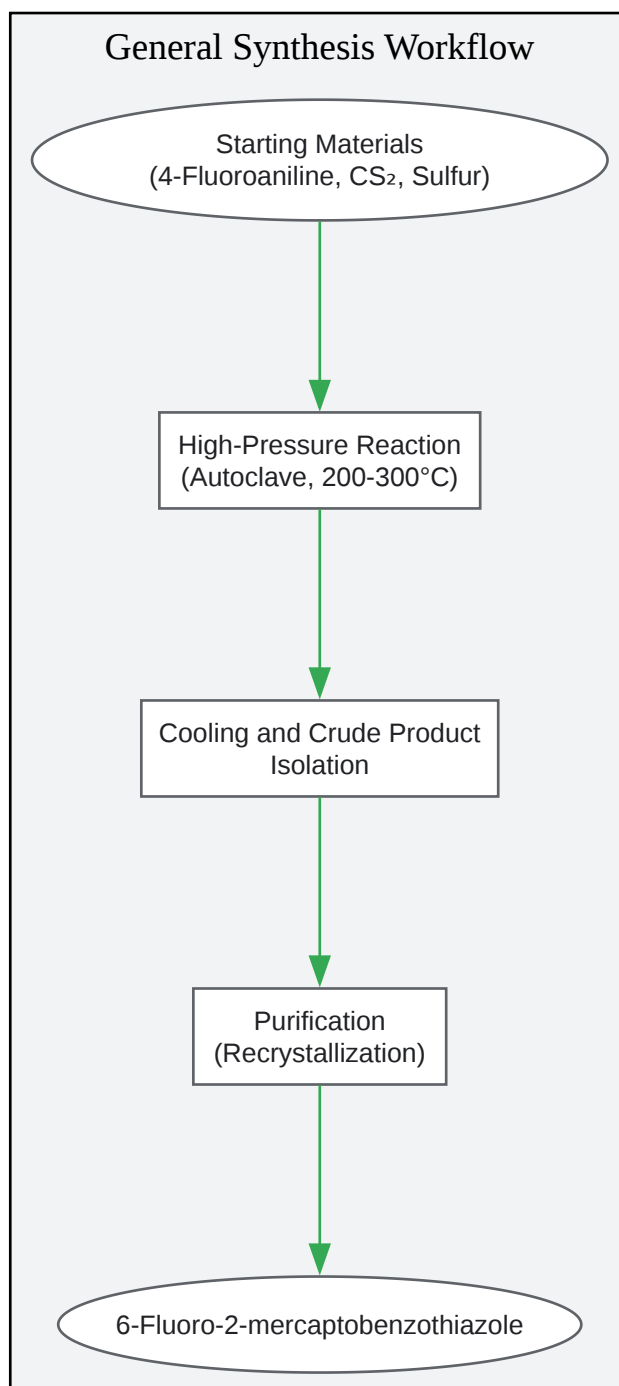 General Synthesis Workflow
Starting Materials
(4-Fluoroaniline, CS₂, Sulfur)
High-Pressure Reaction
(Autoclave, 200-300°C)
Cooling and Crude Product
Isolation
Purification
(Recrystallization)
6-Fluoro-2-mercaptobenzothiazole